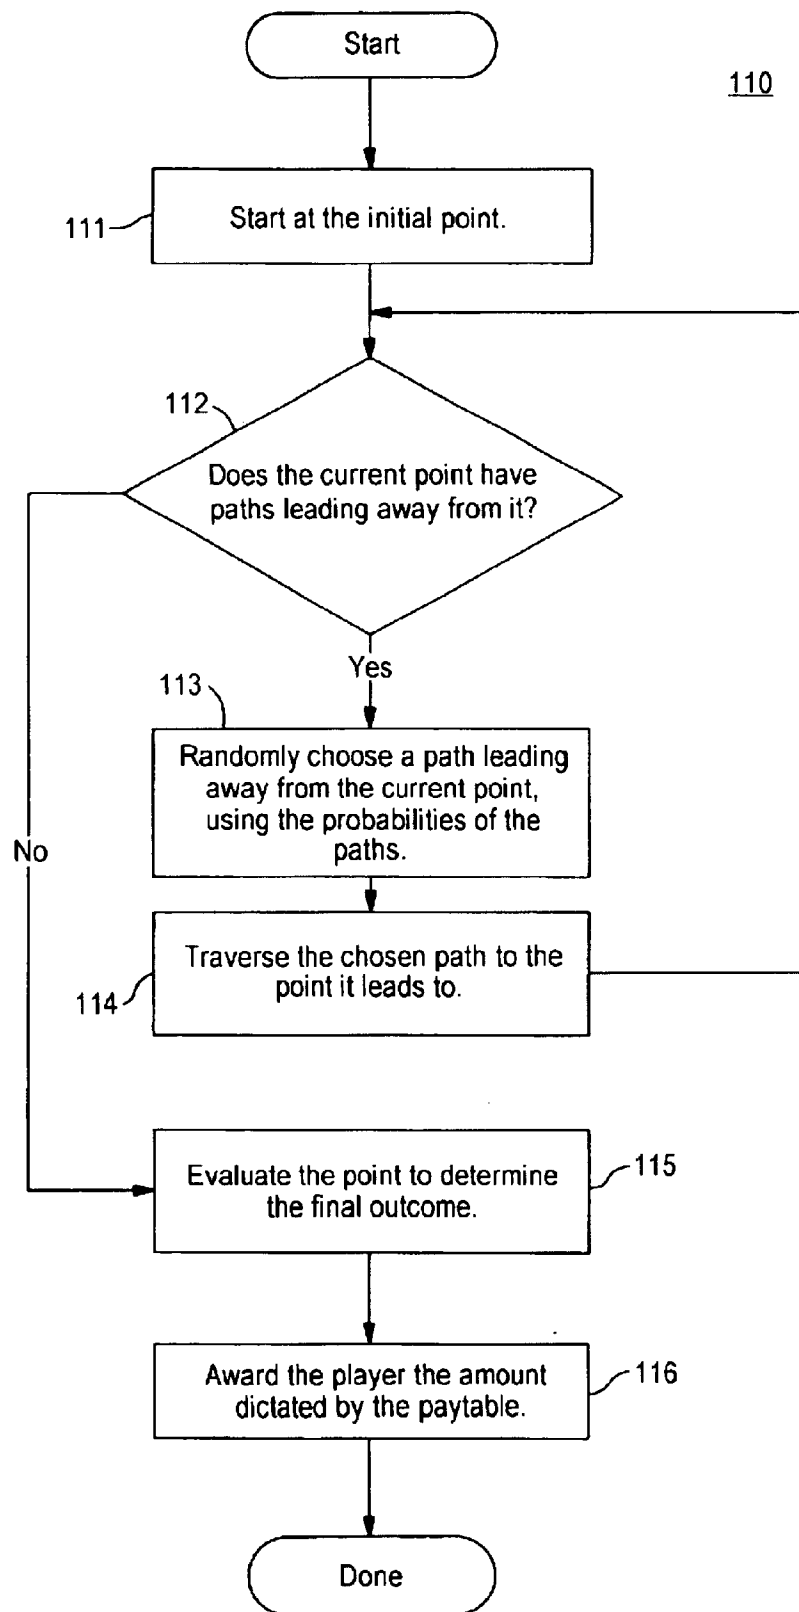 Start
110
111
Start at the initial point.
112
Does the current point have
paths leading away from it?
Yes
113
Randomly choose a path leading
away from the current point,
using the probabilities of the
paths.
No
Traverse the chosen path to the
point it leads to.
114
Evaluate the point to determine
the final outcome.
115
Award the player the amount
dictated by the paytable.
116
Done